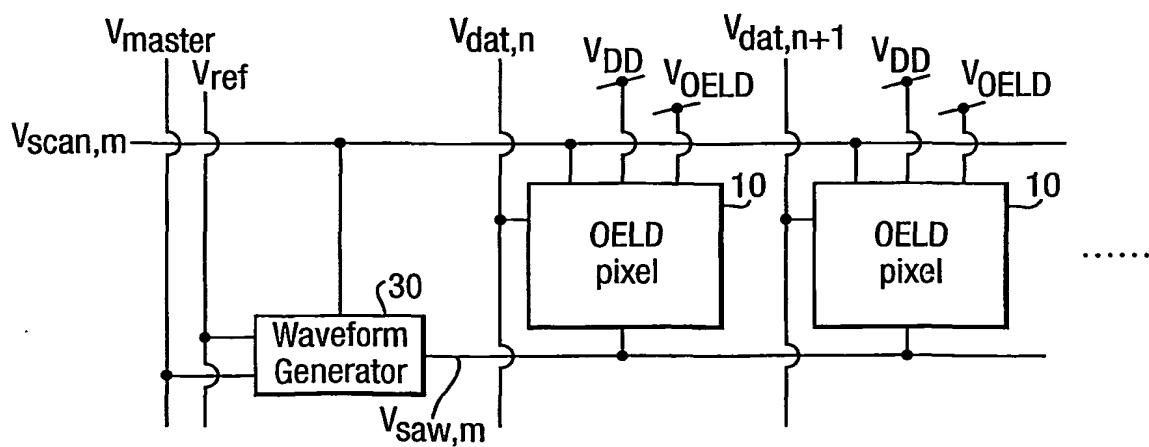 Vmaster
Vref
Vdat,n
VDD
VOELD
Vdat,n+1
VDD
VOELD
Vscan,m
10
10
OELD
pixel
OELD
pixel
......
30
Waveform
Generator
Vsaw,m